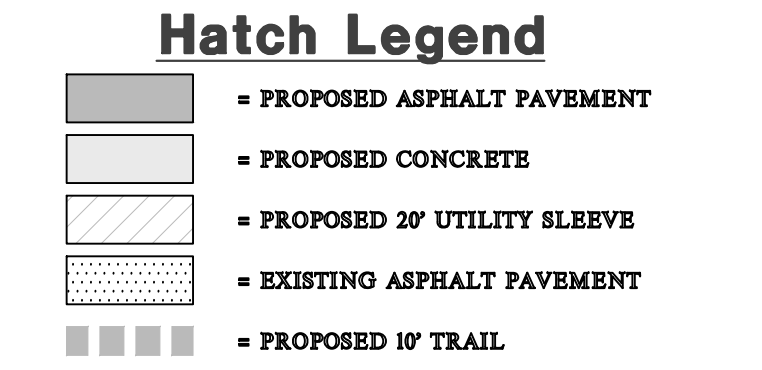 Hatch Legend
= PROPOSED ASPHALT PAVEMENT
= PROPOSED CONCRETE
= PROPOSED 20' UTILITY SLEEVE
= EXISTING ASPHALT PAVEMENT
= PROPOSED 10' TRAIL